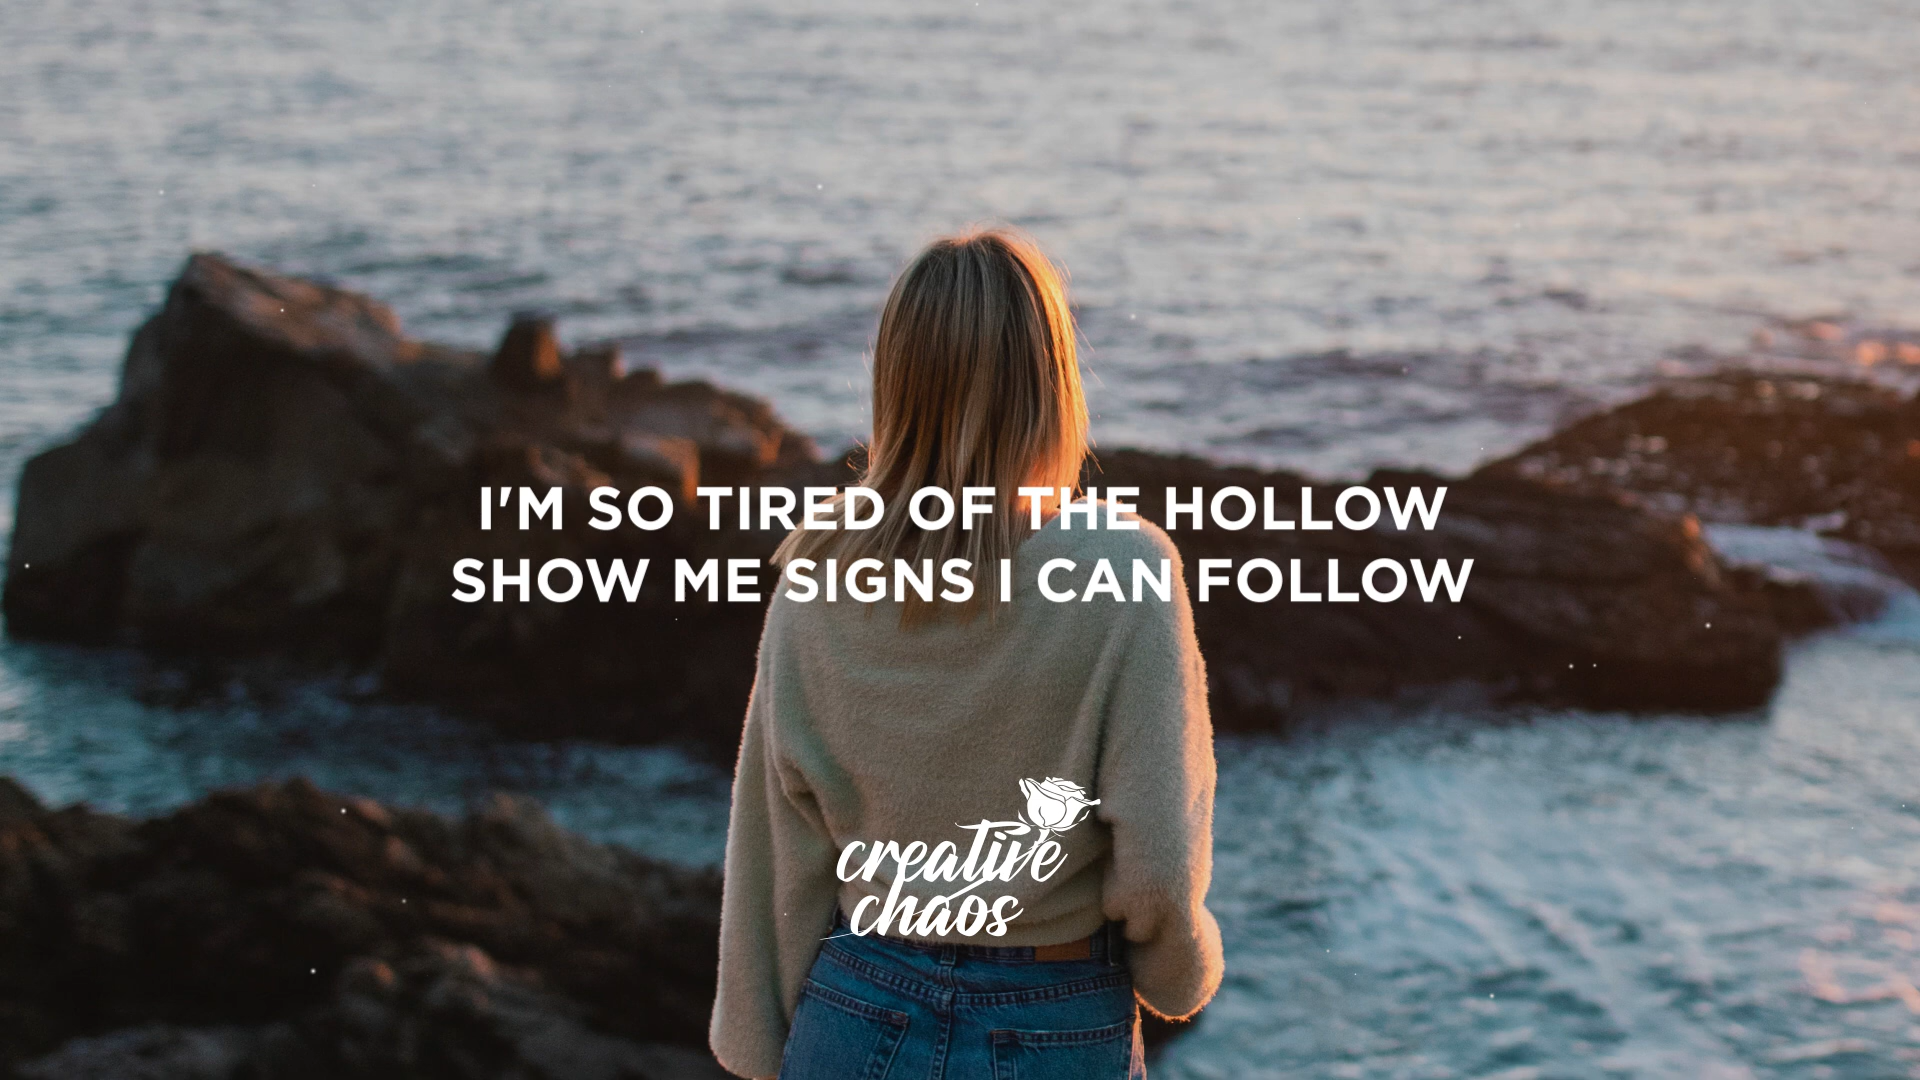 I'M SO TIRED OF THE HOLLOW
SHOW ME SIGNS I CAN FOLLOW
creative
chaos